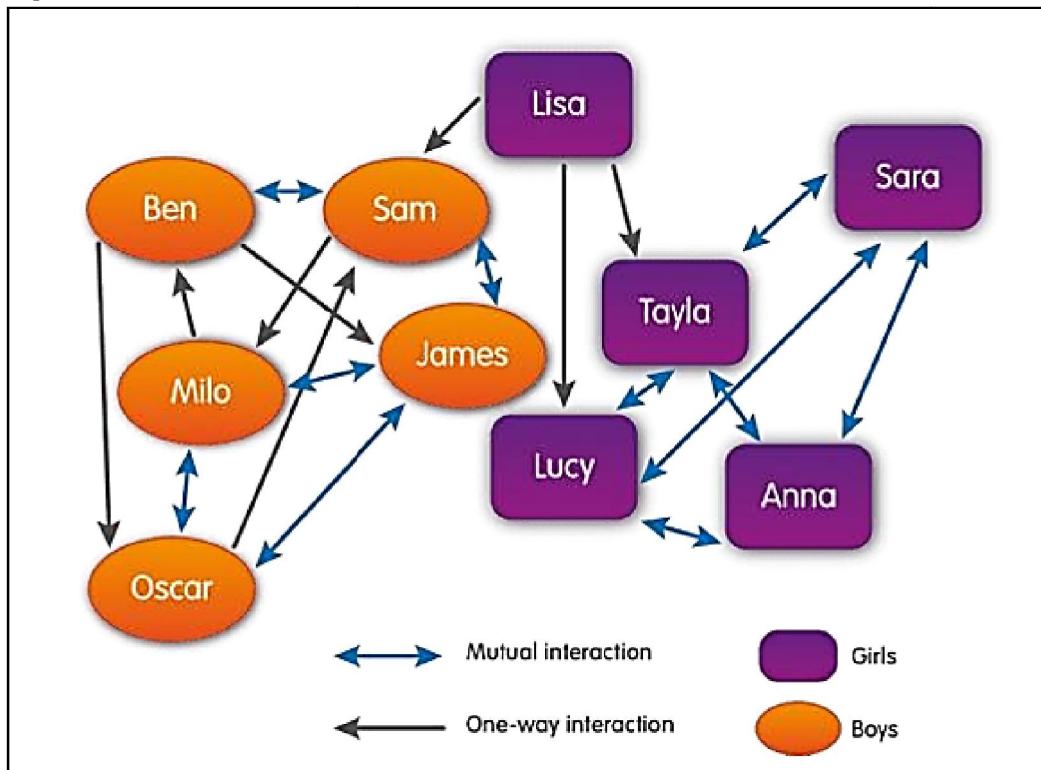 Lisa
Sara
Ben
Sam
Tayla
James
Milo
Lucy
Anna
Oscar
Mutual interaction
Girls
One-way interaction
Boys